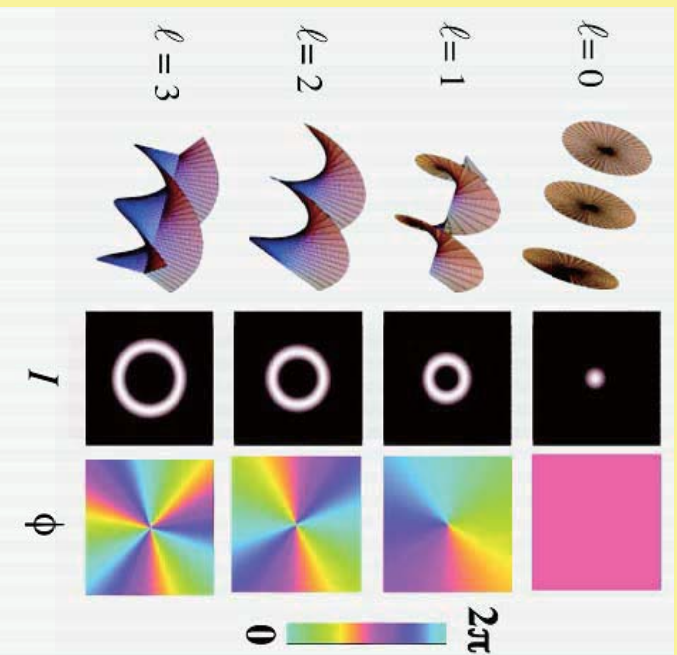 ℓ = 0
ℓ = 1
ℓ = 2
ℓ = 3
I
ϕ
2π
0